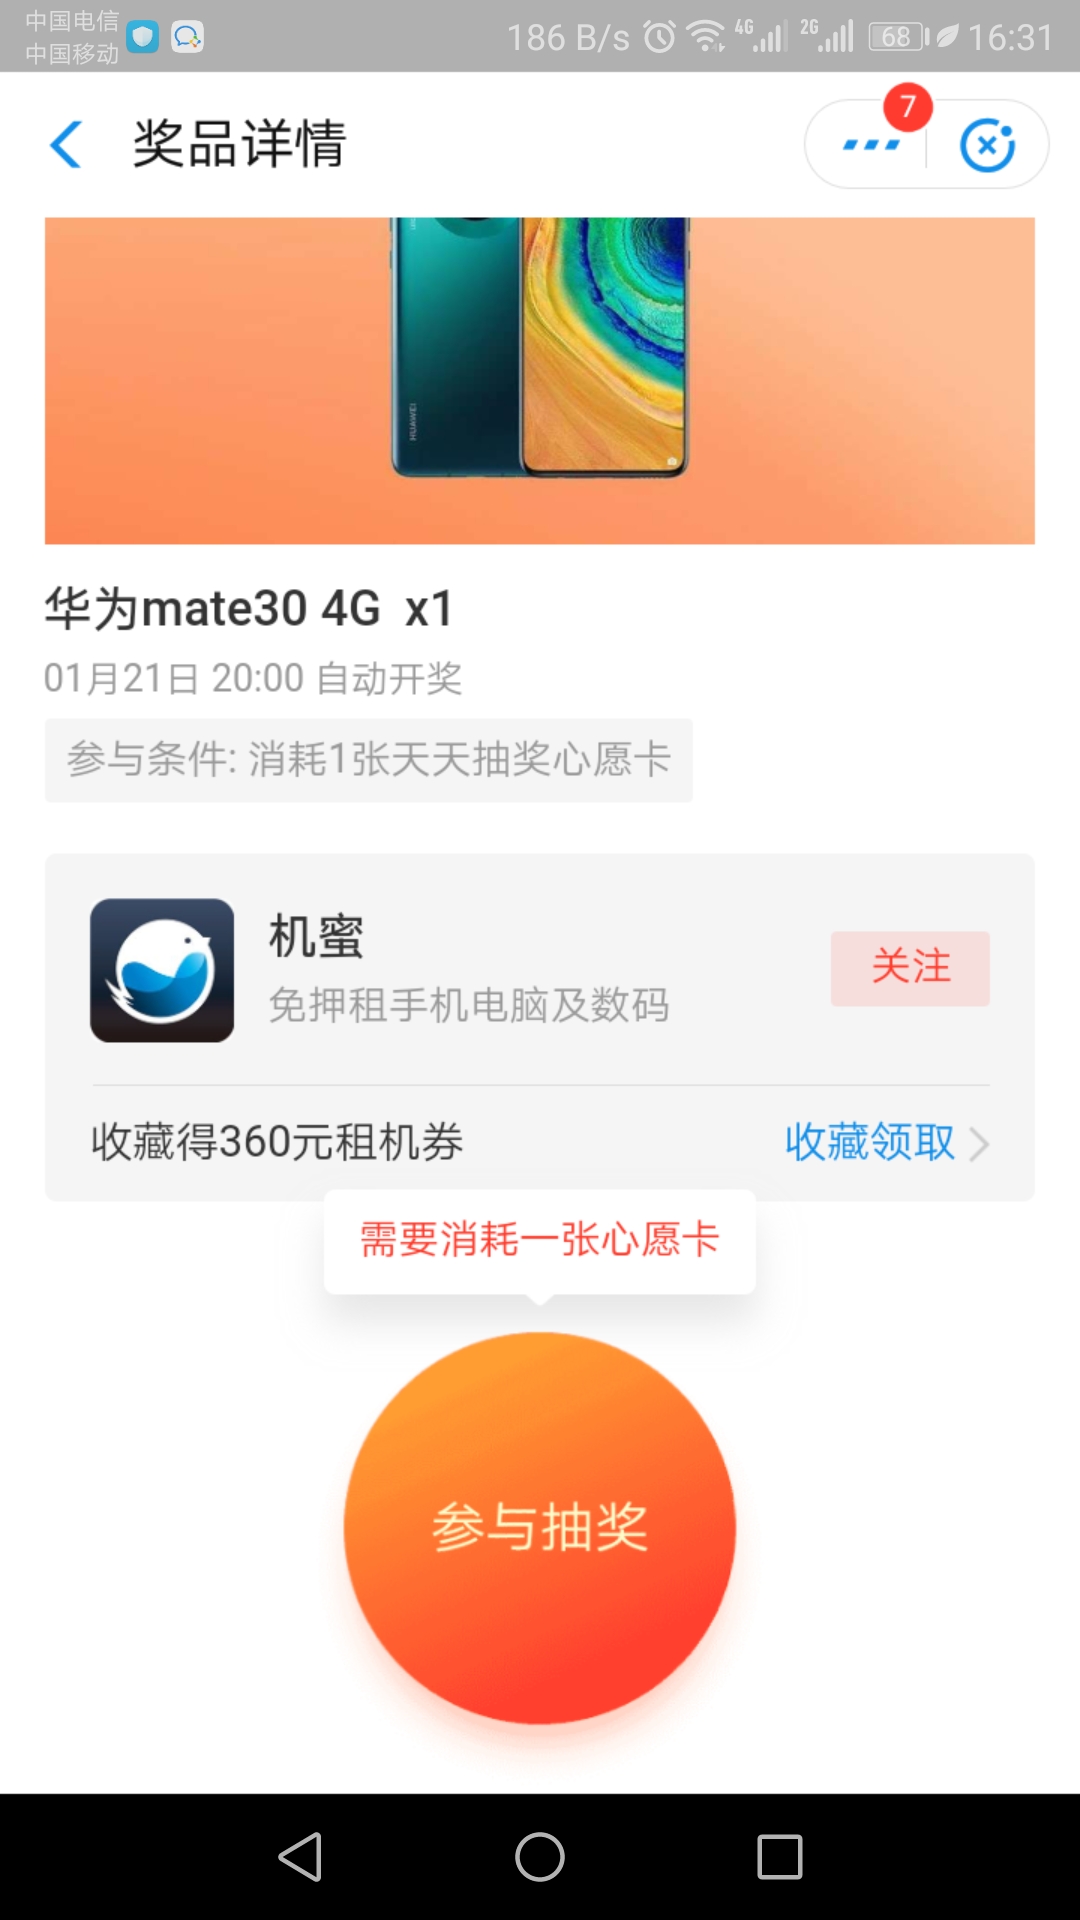 中国电信
中国移动
186 B/s 4G 2G 68 16:31
奖品详情
7
HUAWEI
华为mate30 4G x1
01月21日 20:00 自动开奖
参与条件: 消耗1张天天抽奖心愿卡
机蜜
免押租手机电脑及数码
关注
收藏得360元租机券
收藏领取
需要消耗一张心愿卡
参与抽奖